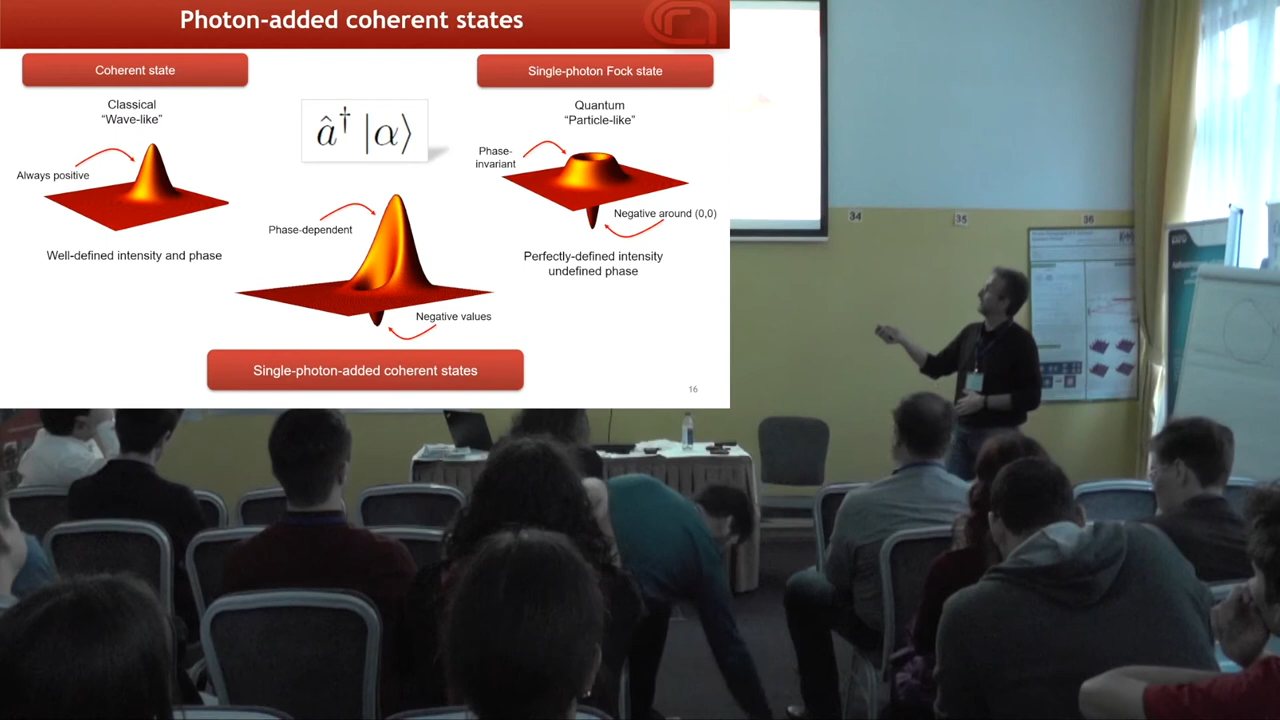 Photon-added coherent states
Coherent state
Classical
“Wave-like”
Always positive
Well-defined intensity and phase
â† |α⟩
Phase-dependent
Negative values
Single-photon Fock state
Quantum
“Particle-like”
Phase-
invariant
Negative around (0,0)
Perfectly-defined intensity
undefined phase
Single-photon-added coherent states
16
34
35
36